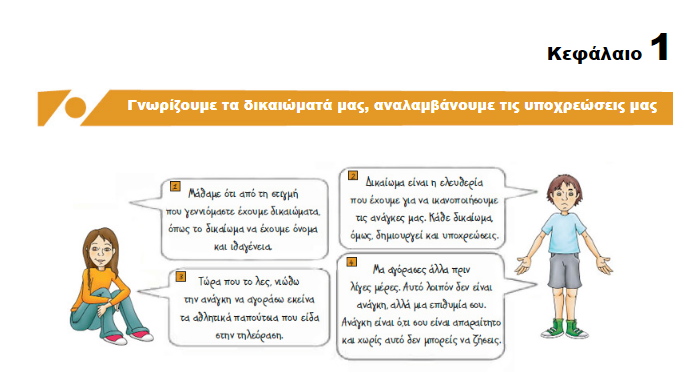 Κεφάλαιο 1
Γνωρίζουμε τα δικαιώματά μας, αναλαμβάνουμε τις υποχρεώσεις μας
1
Μάθαμε ότι από τη στιγμή
που γεννιόμαστε έχουμε δικαιώματα,
όπως το δικαίωμα να έχουμε όνομα
και ιθαγένεια.
2
Δικαίωμα είναι η ελευθερία
που έχουμε για να ικανοποιήσουμε
τις ανάγκες μας. Κάθε δικαίωμα,
όμως, δημιουργεί και υποχρεώσεις.
3
Τώρα που το λες, νιώθω
την ανάγκη να αγοράσω εκείνα
τα αθλητικά παπούτσια που είδα
στην τηλεόραση.
4
Μα αγόρασες άλλα πριν
λίγες μέρες. Αυτό λοιπόν δεν είναι
ανάγκη, αλλά μια επιθυμία σου.
Ανάγκη είναι ό,τι σου είναι απαραίτητο
και χωρίς αυτό δεν μπορείς να ζήσεις.